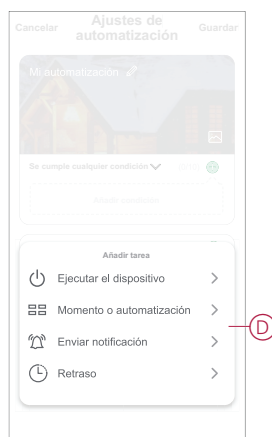 Cancelar
Ajustes de
automatización
Guardar
Mi automatización
Se cumple cualquier condición
Añadir condición
Añadir tarea
Ejecutar el dispositivo
Momento o automatización
Enviar notificación
Retraso
D